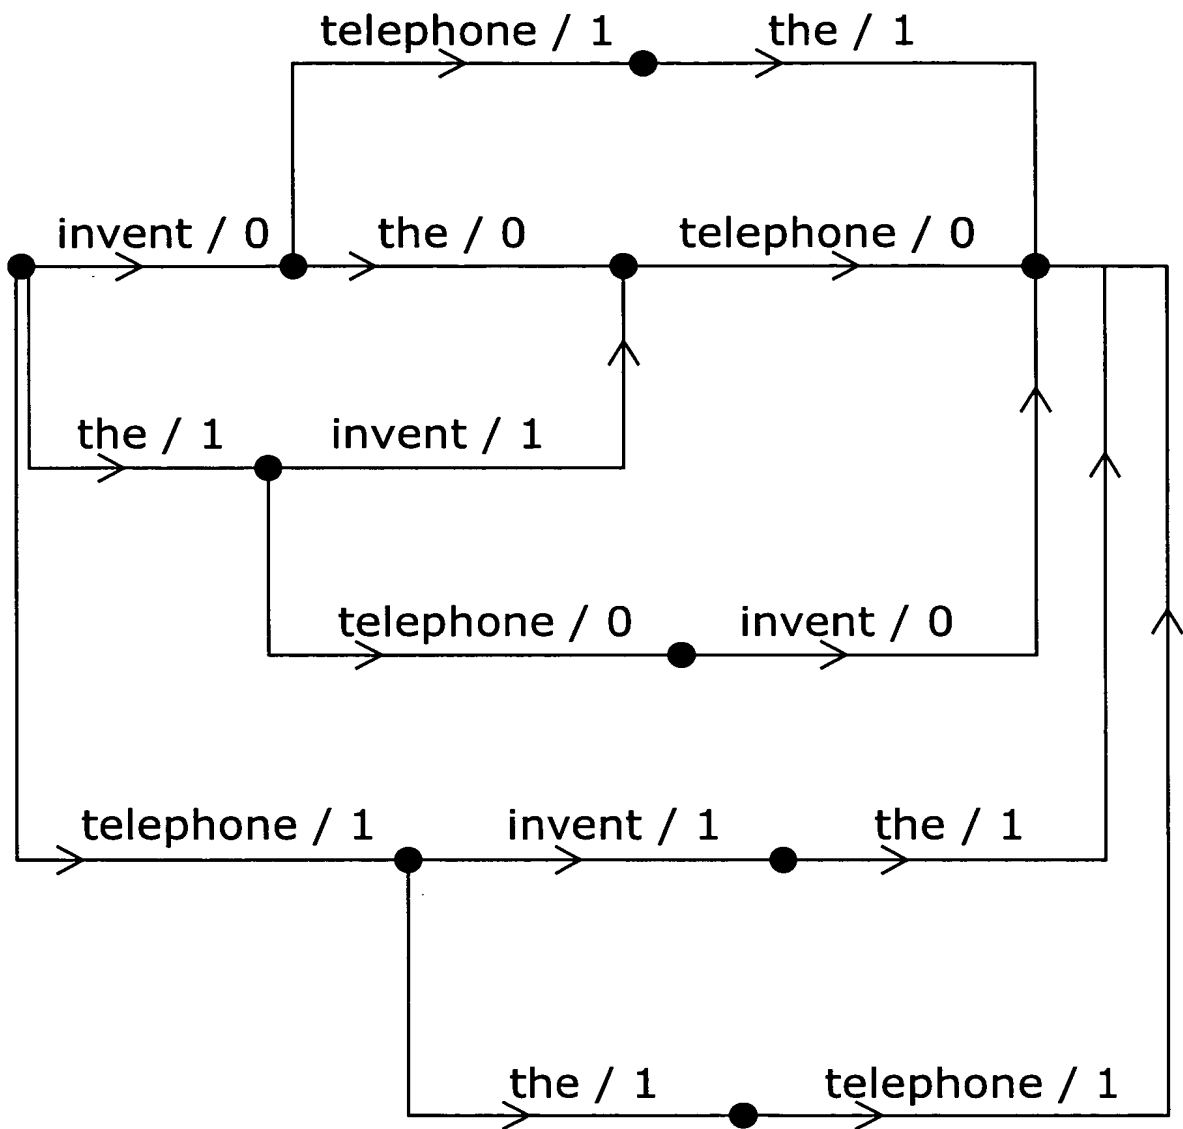 telephone / 1 the / 1
invent / 0 the / 0 telephone / 0
the / 1 invent / 1
telephone / 0 invent / 0
telephone / 1 invent / 1 the / 1
the / 1 telephone / 1